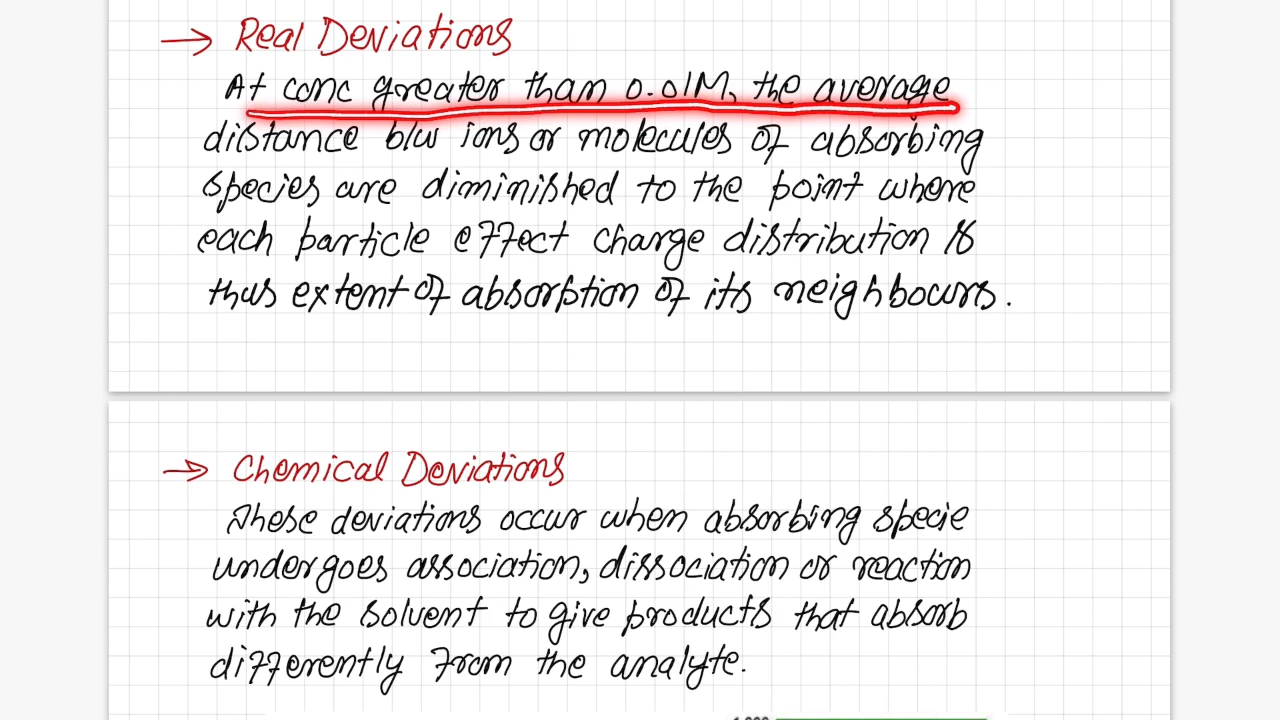 → Real Deviations
At conc greater than 0.01M, the average
distance b/w ions or molecules of absorbing
species are diminished to the point where
each particle effect charge distribution &
thus extent of absorption of its neighbours.
→ Chemical Deviations
These deviations occur when absorbing specie
undergoes association, dissociation or reaction
with the solvent to give products that absorb
differently from the analyte.